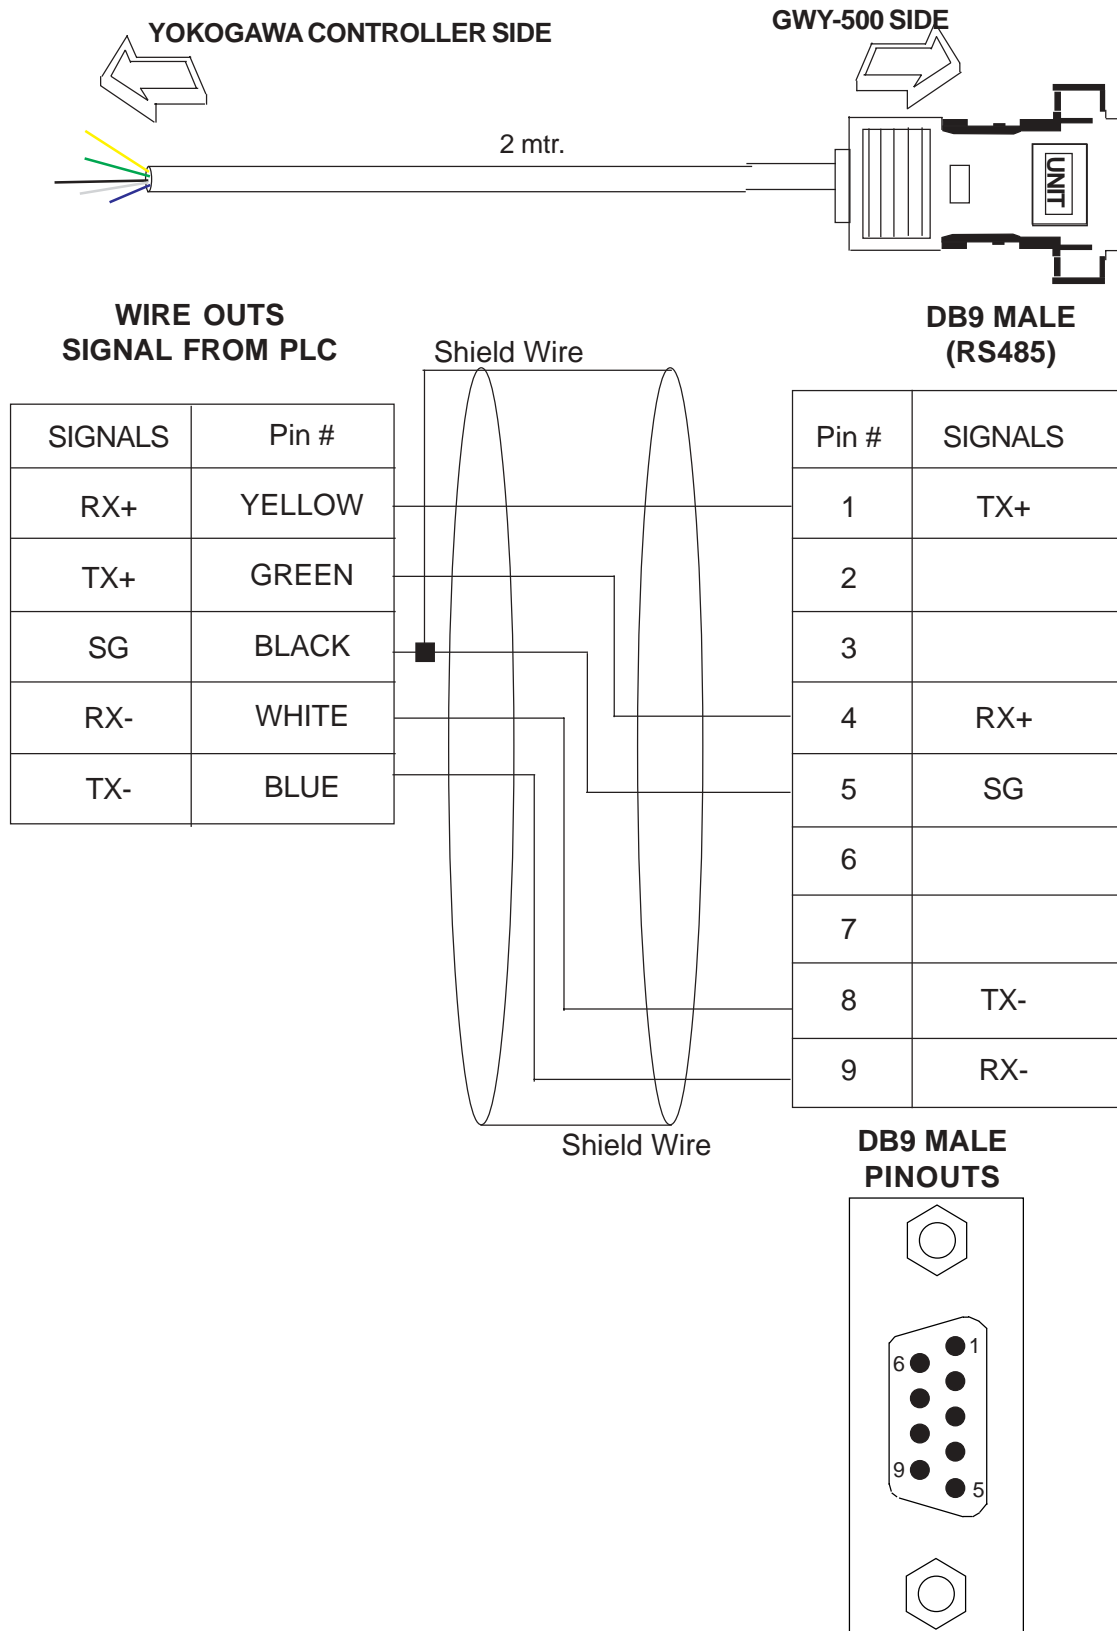 YOKOGAWA CONTROLLER SIDE
GWY-500 SIDE
2 mtr.
UNIT
WIRE OUTS
SIGNAL FROM PLC
Shield Wire
DB9 MALE
(RS485)
SIGNALS Pin #
RX+ YELLOW
TX+ GREEN
SG BLACK
RX- WHITE
TX- BLUE
Pin # SIGNALS
1 TX+
2
3
4 RX+
5 SG
6
7
8 TX-
9 RX-
Shield Wire
DB9 MALE
PINOUTS
1
6
9
5